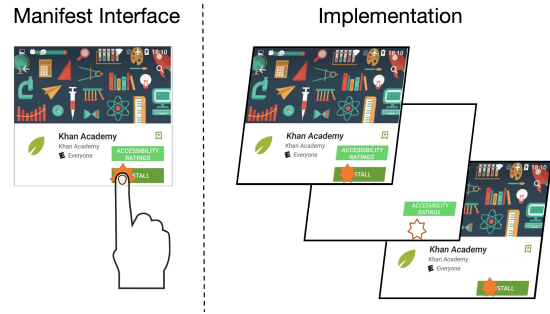 Manifest Interface
Implementation
18:10
Khan Academy
Khan Academy
Everyone
ACCESSIBILITY
RATINGS
STALL
18:10
Khan Academy
Khan Academy
Everyone
ACCESSIBILITY
RATINGS
STALL
ACCESSIBILITY
RATINGS
18:10
Khan Academy
Khan Academy
Everyone
STALL